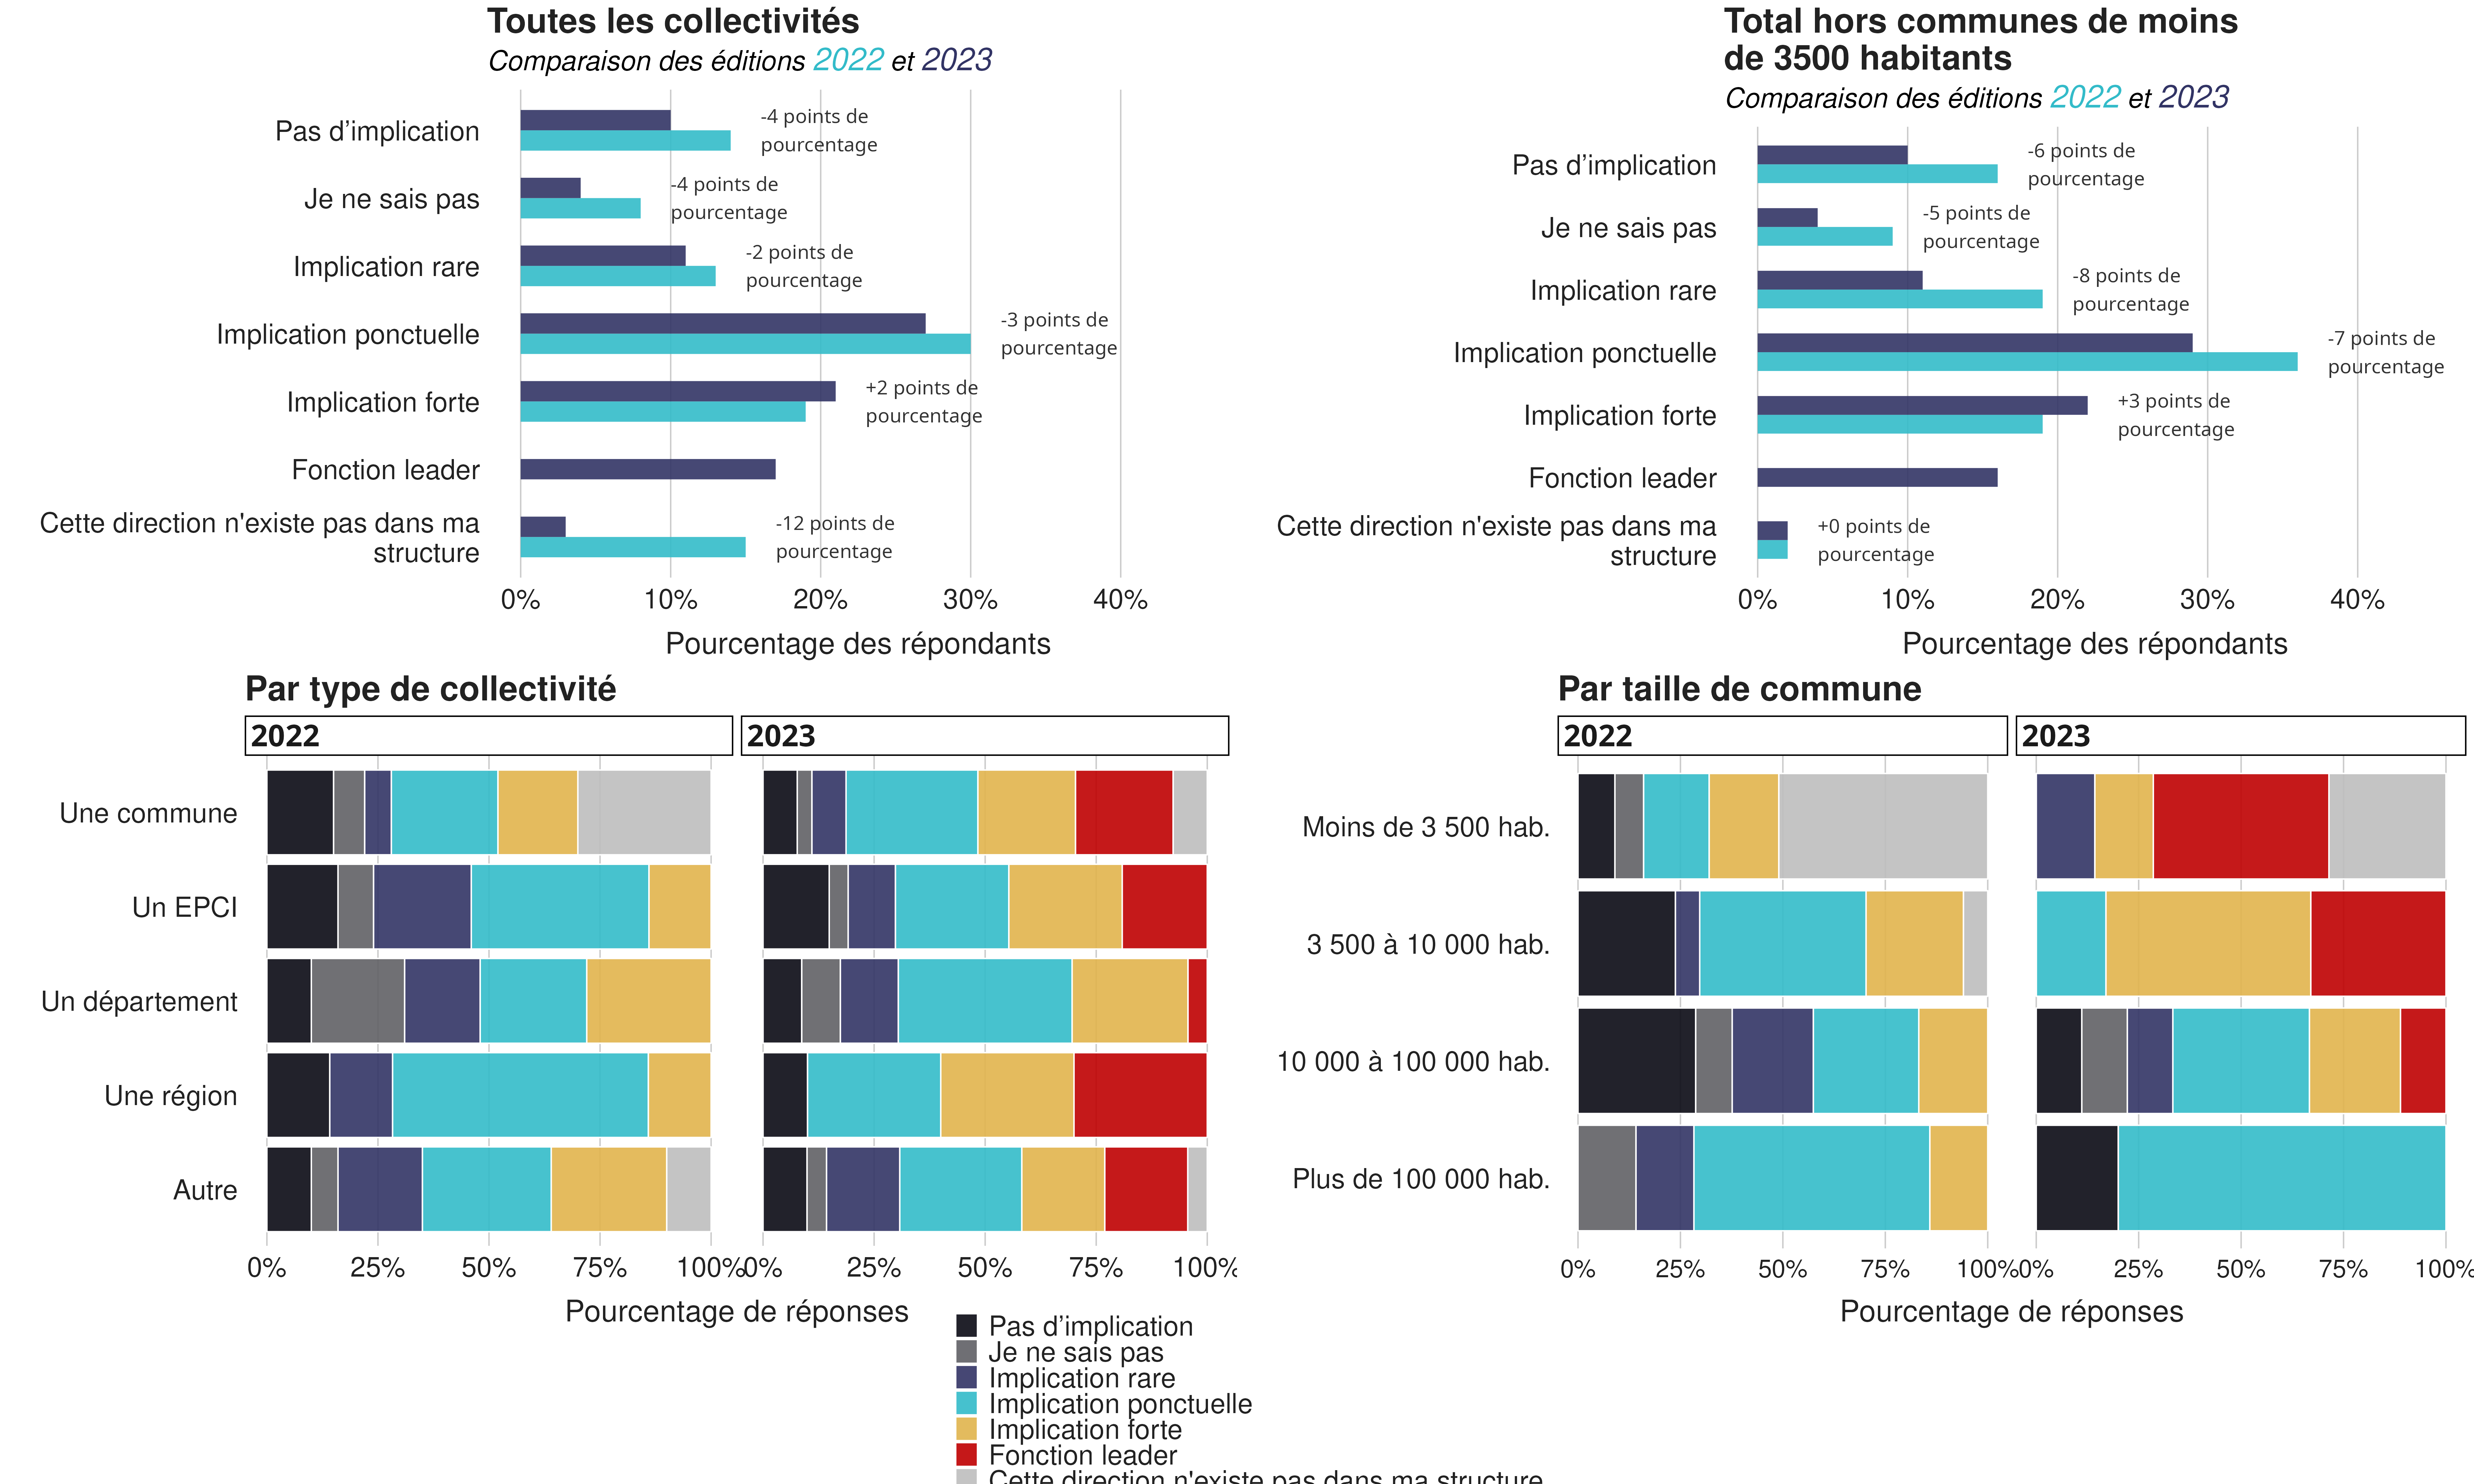 Toutes les collectivités
Comparaison des éditions 2022 et 2023
Pas d’implication
Je ne sais pas
Implication rare
Implication ponctuelle
Implication forte
Fonction leader
Cette direction n'existe pas dans ma
structure
-4 points de
pourcentage
-4 points de
pourcentage
-2 points de
pourcentage
-3 points de
pourcentage
+2 points de
pourcentage
-12 points de
pourcentage
0% 10% 20% 30% 40%
Pourcentage des répondants
Total hors communes de moins
de 3500 habitants
Comparaison des éditions 2022 et 2023
Pas d’implication
Je ne sais pas
Implication rare
Implication ponctuelle
Implication forte
Fonction leader
Cette direction n'existe pas dans ma
structure
-6 points de
pourcentage
-5 points de
pourcentage
-8 points de
pourcentage
-7 points de
pourcentage
+3 points de
pourcentage
+0 points de
pourcentage
0% 10% 20% 30% 40%
Pourcentage des répondants
Par type de collectivité
2022 2023
Une commune
Un EPCI
Un département
Une région
Autre
0% 25% 50% 75% 100% 0% 25% 50% 75% 100%
Pourcentage de réponses
Par taille de commune
2022 2023
Moins de 3 500 hab.
3 500 à 10 000 hab.
10 000 à 100 000 hab.
Plus de 100 000 hab.
0% 25% 50% 75% 100% 0% 25% 50% 75% 100%
Pourcentage de réponses
Pas d’implication
Je ne sais pas
Implication rare
Implication ponctuelle
Implication forte
Fonction leader
Cette direction n'existe pas dans ma structure